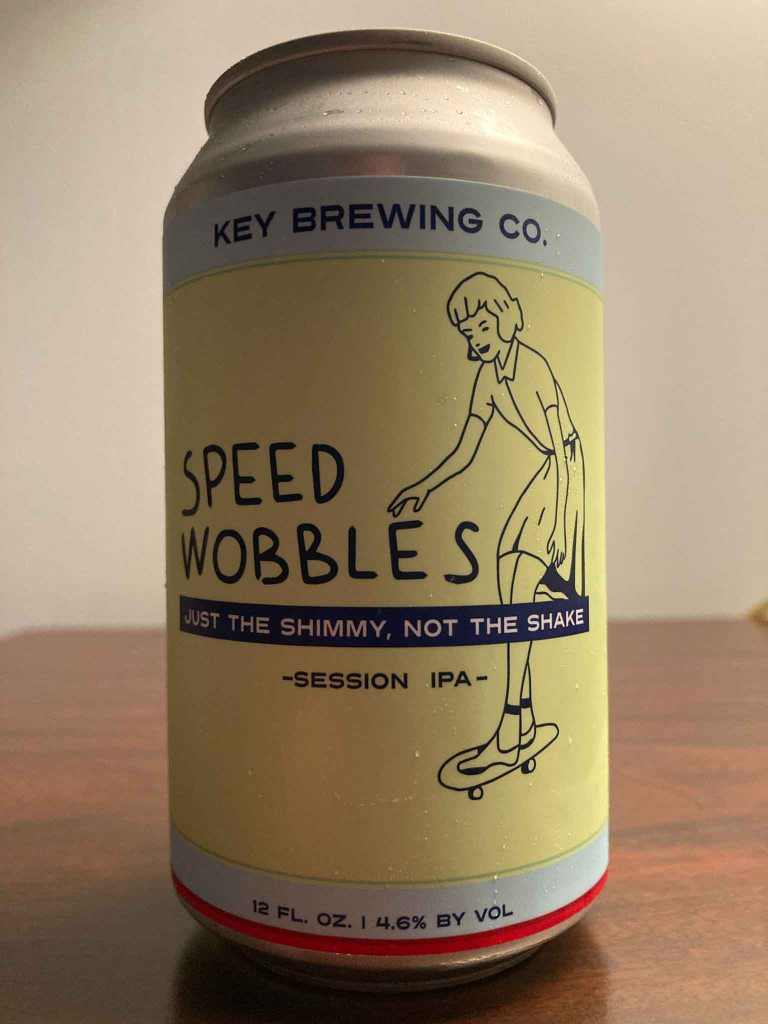 KEY BREWING CO.
SPEED
WOBBLES
JUST THE SHIMMY, NOT THE SHAKE
-SESSION IPA-
12 FL. OZ. | 4.6% BY VOL